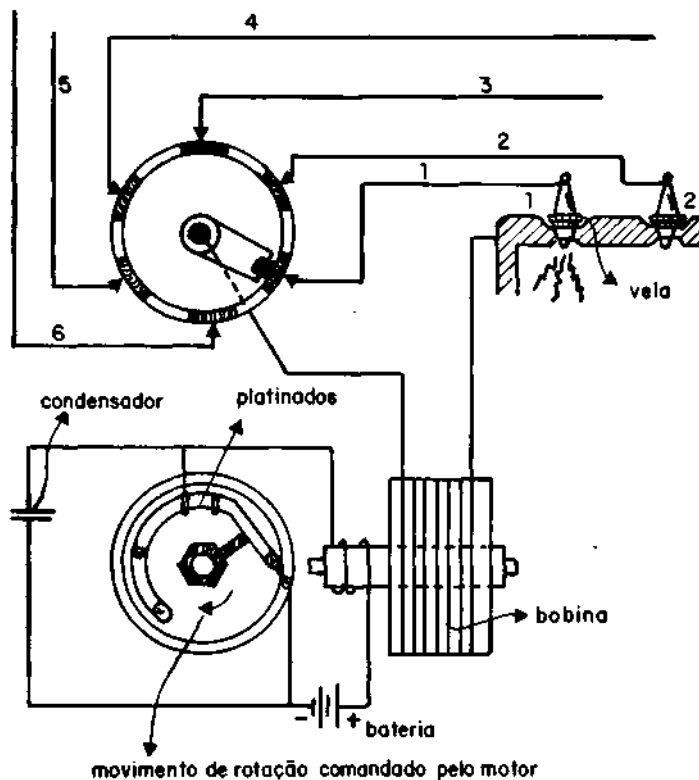 4
5
3
2
1
1
2
vela
6
condensador
platinados
bobina
- +
bateria
movimento de rotação comandado pelo motor